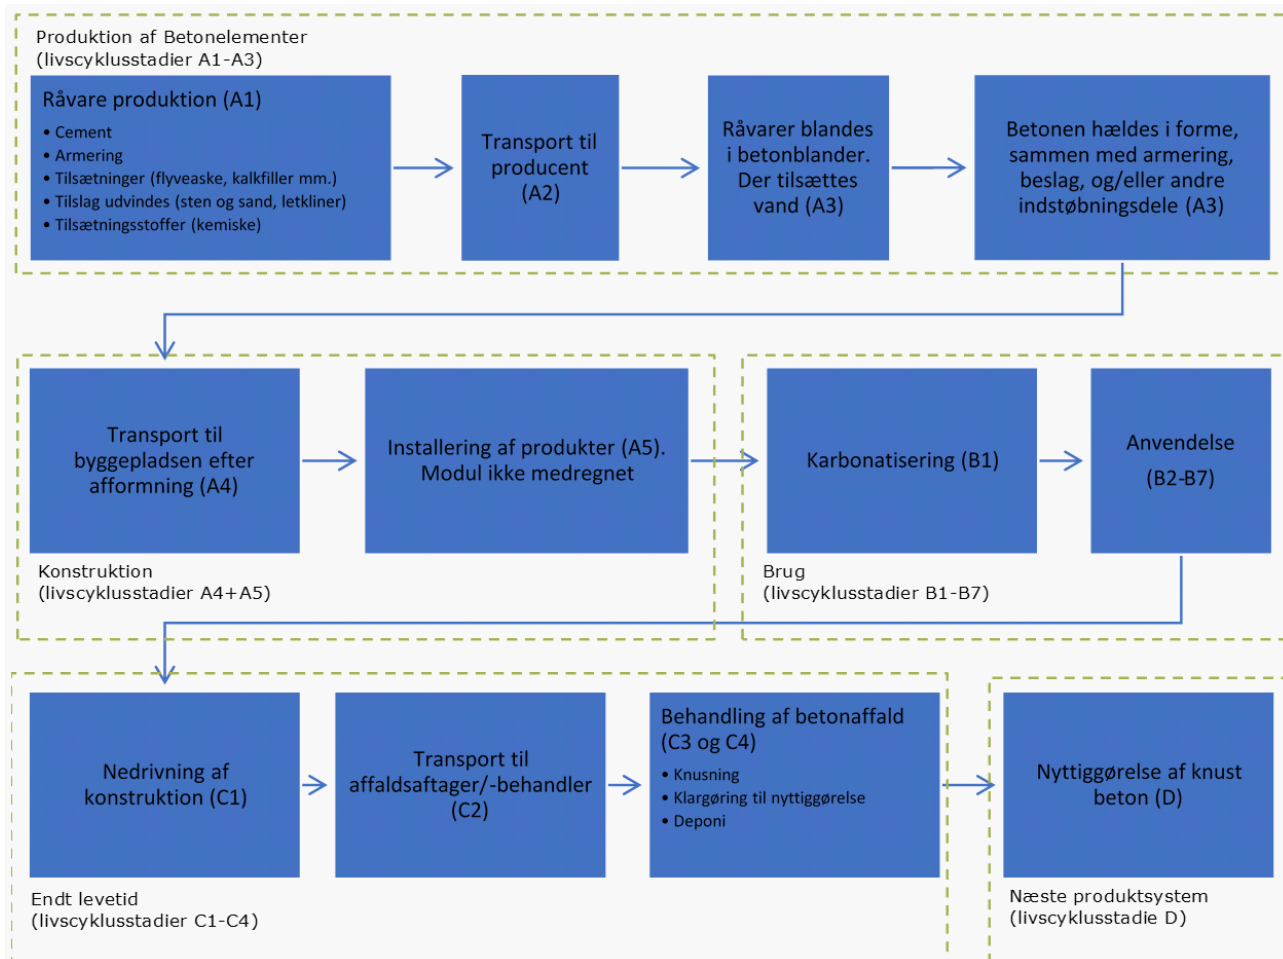 Produktion af Betonelementer
(livscyklusstadier A1-A3)
Råvare produktion (A1)
• Cement
• Armering
• Tilsætninger (flyveaske, kalkfiller mm.)
• Tilslag udvindes (sten og sand, letkliner)
• Tilsætningsstoffer (kemiske)
Transport til
producent
(A2)
Råvarer blandes
i betonblander.
Der tilsættes
vand (A3)
Betonen hældes i forme,
sammen med armering,
beslag, og/eller andre
indstøbningsdele (A3)
Transport til
byggepladsen efter
afformning (A4)
Installering af produkter (A5).
Modul ikke medregnet
Konstruktion
(livscyklusstadier A4+A5)
Karbonatisering (B1)
Anvendelse
(B2-B7)
Brug
(livscyklusstadier B1-B7)
Nedrivning af
konstruktion (C1)
Transport til
affaldsaftager/-behandler
(C2)
Behandling af betonaffald
(C3 og C4)
• Knusning
• Klargøring til nyttiggørelse
• Deponi
Endt levetid
(livscyklusstadier C1-C4)
Nyttiggørelse af knust
beton (D)
Næste produktsystem
(livscyklusstadie D)